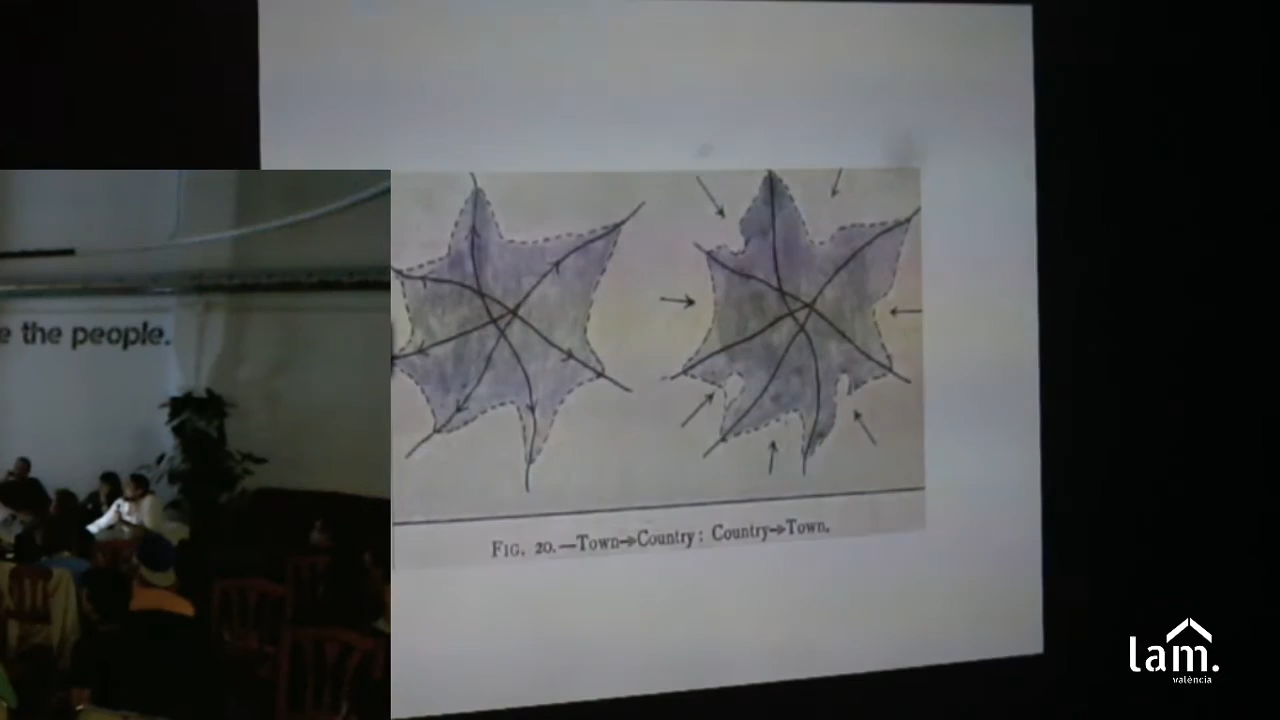 e the people.
FIG. 20.—Town→Country: Country→Town.
lam.
valència